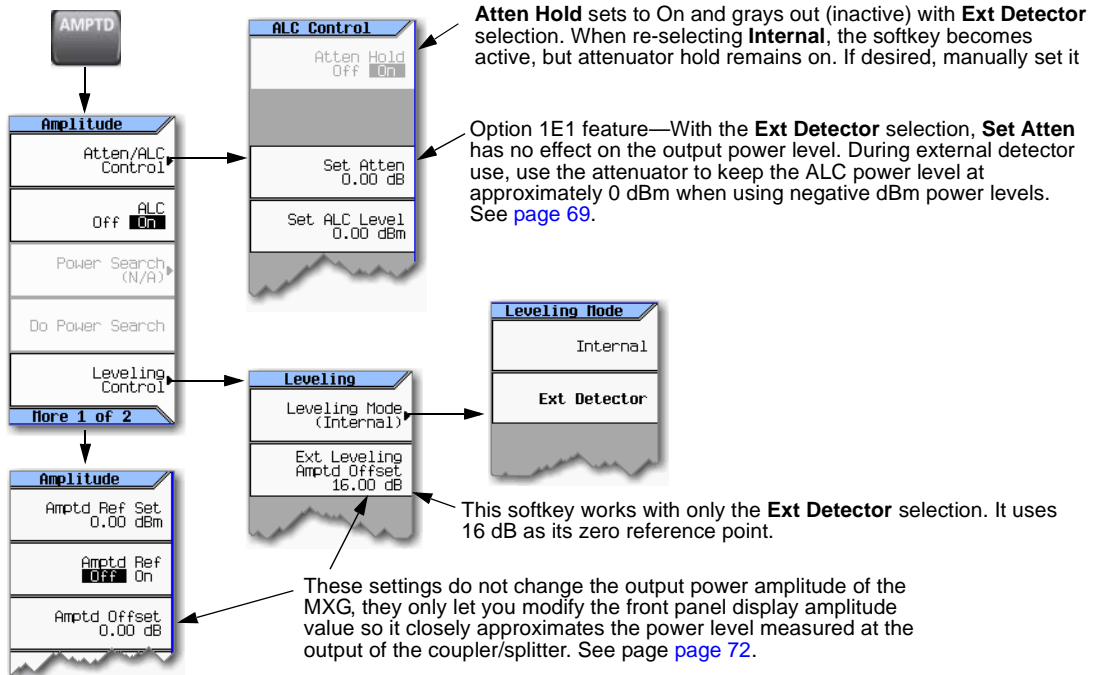 AMPTD
Amplitude
Atten/ALC
Control
ALC
Off On
Power Search
(N/A)
Do Power Search
Leveling
Control
More 1 of 2
Amplitude
Amptd Ref Set
0.00 dBm
Amptd Ref
Off On
Amptd Offset
0.00 dB
ALC Control
Atten Hold
Off On
Set Atten
0.00 dB
Set ALC Level
0.00 dBm
Atten Hold sets to On and grays out (inactive) with Ext Detector
selection. When re-selecting Internal, the softkey becomes
active, but attenuator hold remains on. If desired, manually set it
Option 1E1 feature—With the Ext Detector selection, Set Atten
has no effect on the output power level. During external detector
use, use the attenuator to keep the ALC power level at
approximately 0 dBm when using negative dBm power levels.
See page 69.
Leveling
Leveling Mode
(Internal)
Ext Leveling
Amptd Offset
16.00 dB
Leveling Mode
Internal
Ext Detector
This softkey works with only the Ext Detector selection. It uses
16 dB as its zero reference point.
These settings do not change the output power amplitude of the
MXG, they only let you modify the front panel display amplitude
value so it closely approximates the power level measured at the
output of the coupler/splitter. See page page 72.